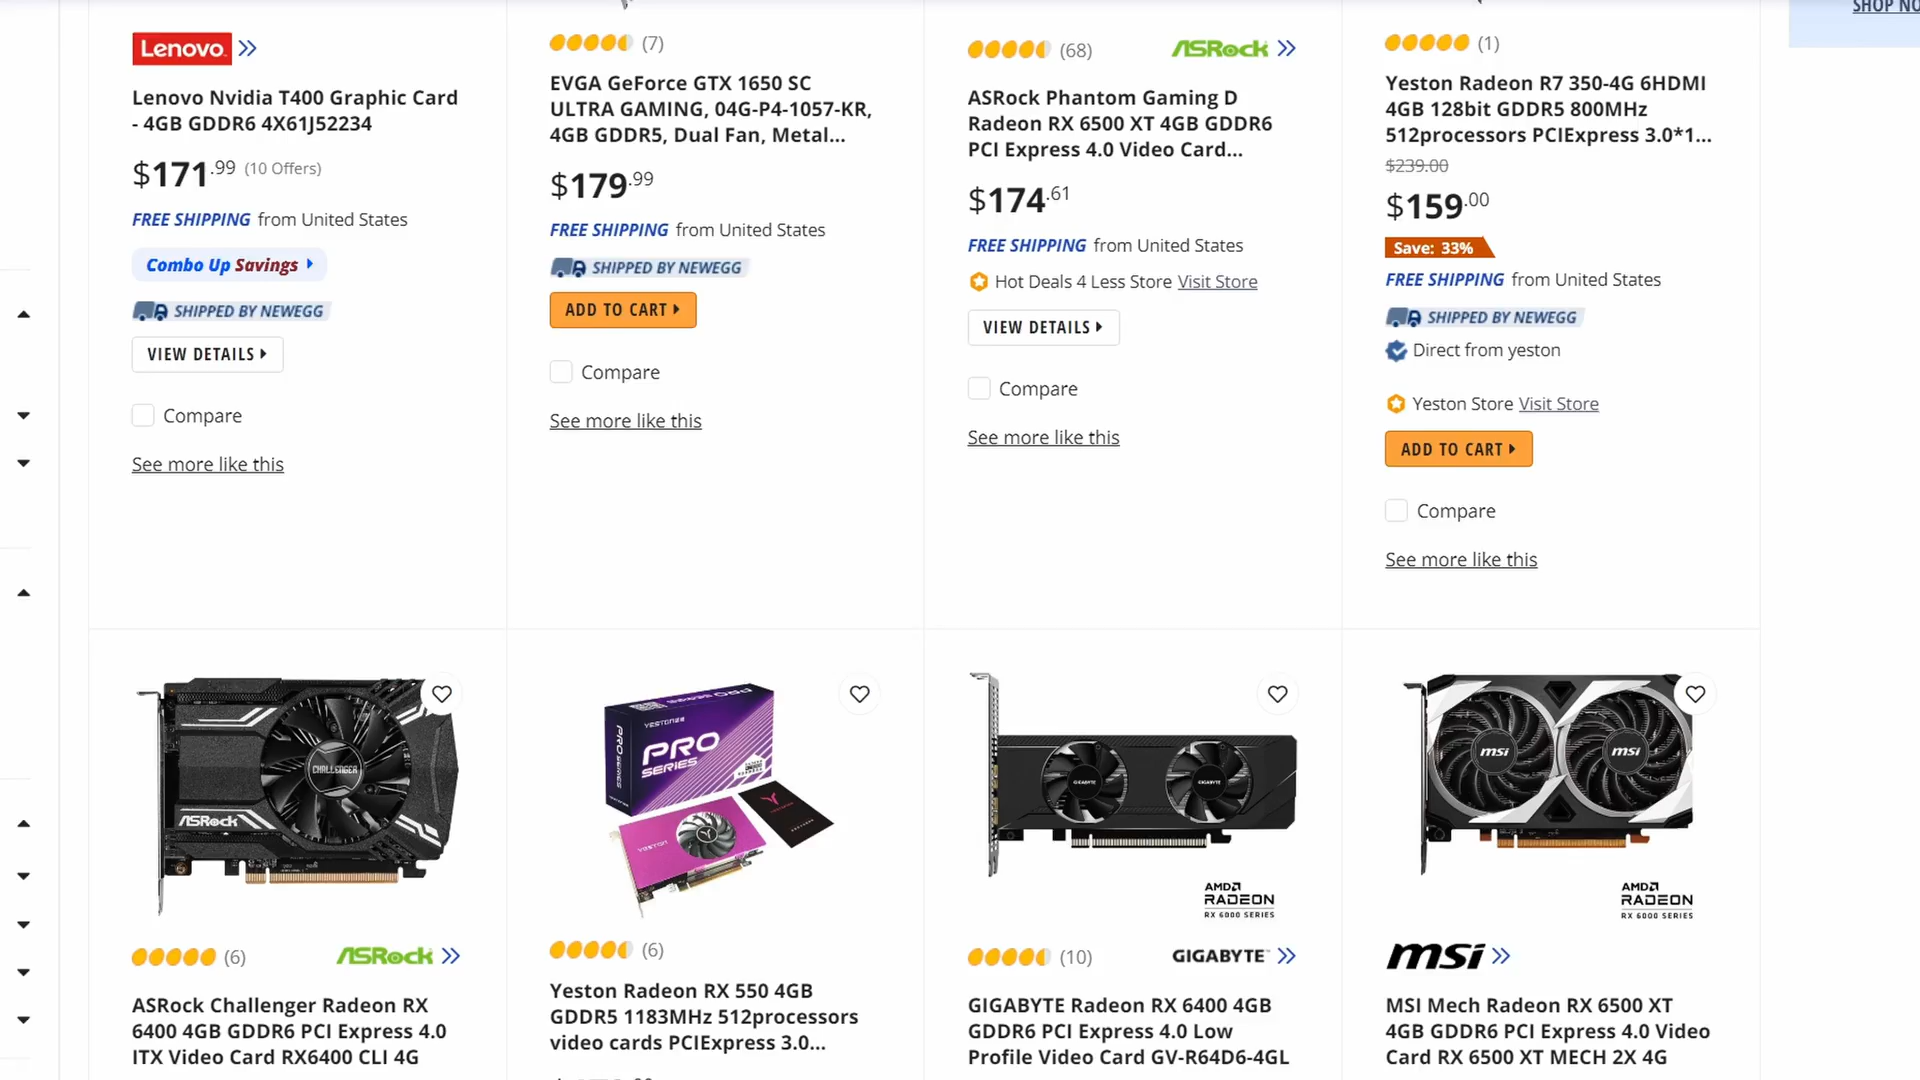 SHOP NO
Lenovo
Lenovo Nvidia T400 Graphic Card
- 4GB GDDR6 4X61J52234
$171.99 (10 Offers)
FREE SHIPPING from United States
Combo Up Savings
SHIPPED BY NEWEGG
VIEW DETAILS
Compare
See more like this
(7)
EVGA GeForce GTX 1650 SC
ULTRA GAMING, 04G-P4-1057-KR,
4GB GDDR5, Dual Fan, Metal...
$179.99
FREE SHIPPING from United States
SHIPPED BY NEWEGG
ADD TO CART
Compare
See more like this
(68) ASRock
ASRock Phantom Gaming D
Radeon RX 6500 XT 4GB GDDR6
PCI Express 4.0 Video Card...
$174.61
FREE SHIPPING from United States
Hot Deals 4 Less Store Visit Store
VIEW DETAILS
Compare
See more like this
(1)
Yeston Radeon R7 350-4G 6HDMI
4GB 128bit GDDR5 800MHz
512processors PCIExpress 3.0*1...
$239.00
$159.00
Save: 33%
FREE SHIPPING from United States
SHIPPED BY NEWEGG
Direct from yeston
Yeston Store Visit Store
ADD TO CART
Compare
See more like this
CHALLENGER
ASRock
(6) ASRock
ASRock Challenger Radeon RX
6400 4GB GDDR6 PCI Express 4.0
ITX Video Card RX6400 CLI 4G
YESTON
PRO
SERIES
PRO SERIES
YESTON
(6)
Yeston Radeon RX 550 4GB
GDDR5 1183MHz 512processors
video cards PCIExpress 3.0...
GIGABYTE
GIGABYTE
AMD
RADEON
RX 6000 SERIES
(10) GIGABYTE
GIGABYTE Radeon RX 6400 4GB
GDDR6 PCI Express 4.0 Low
Profile Video Card GV-R64D6-4GL
msi
msi
AMD
RADEON
RX 6000 SERIES
msi
MSI Mech Radeon RX 6500 XT
4GB GDDR6 PCI Express 4.0 Video
Card RX 6500 XT MECH 2X 4G